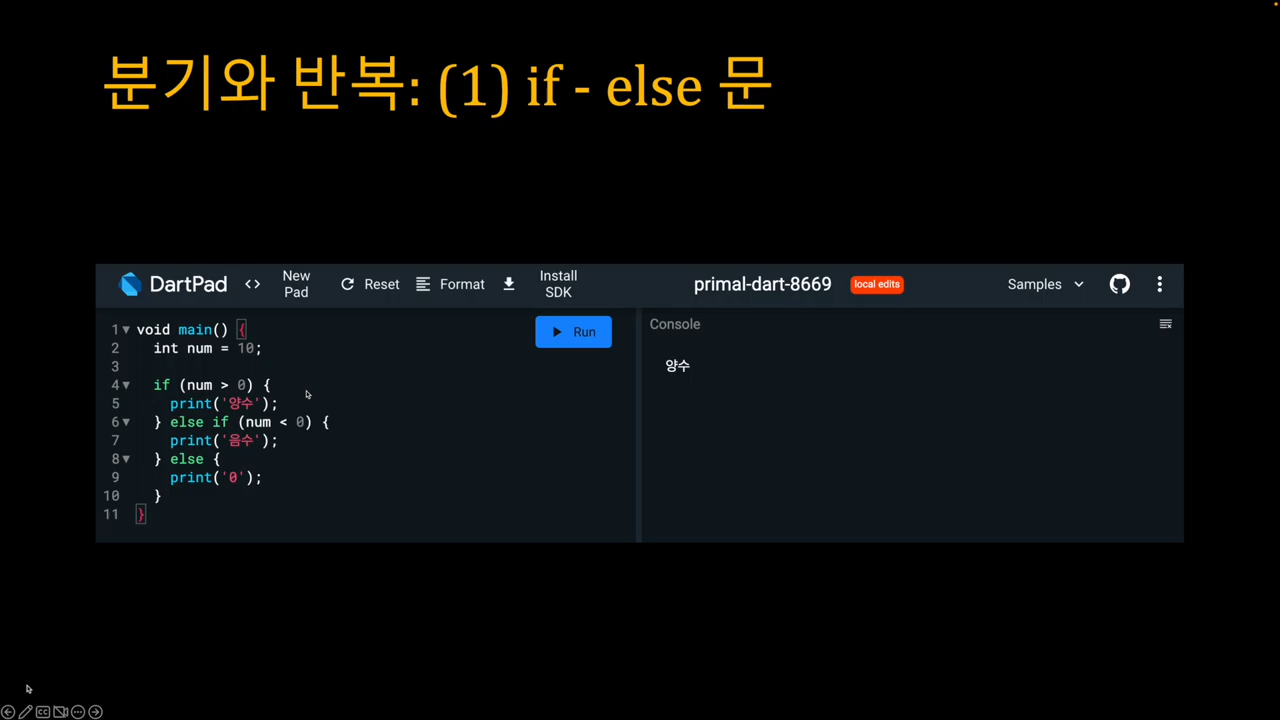 분기와 반복: (1) if - else 문
DartPad <> New Pad Reset Format Install SDK primal-dart-8669 local edits Samples
1 void main() {
2 int num = 10;
3
4 if (num > 0) {
5 print('양수');
6 } else if (num < 0) {
7 print('음수');
8 } else {
9 print('0');
10 }
11 }
Run
Console
양수